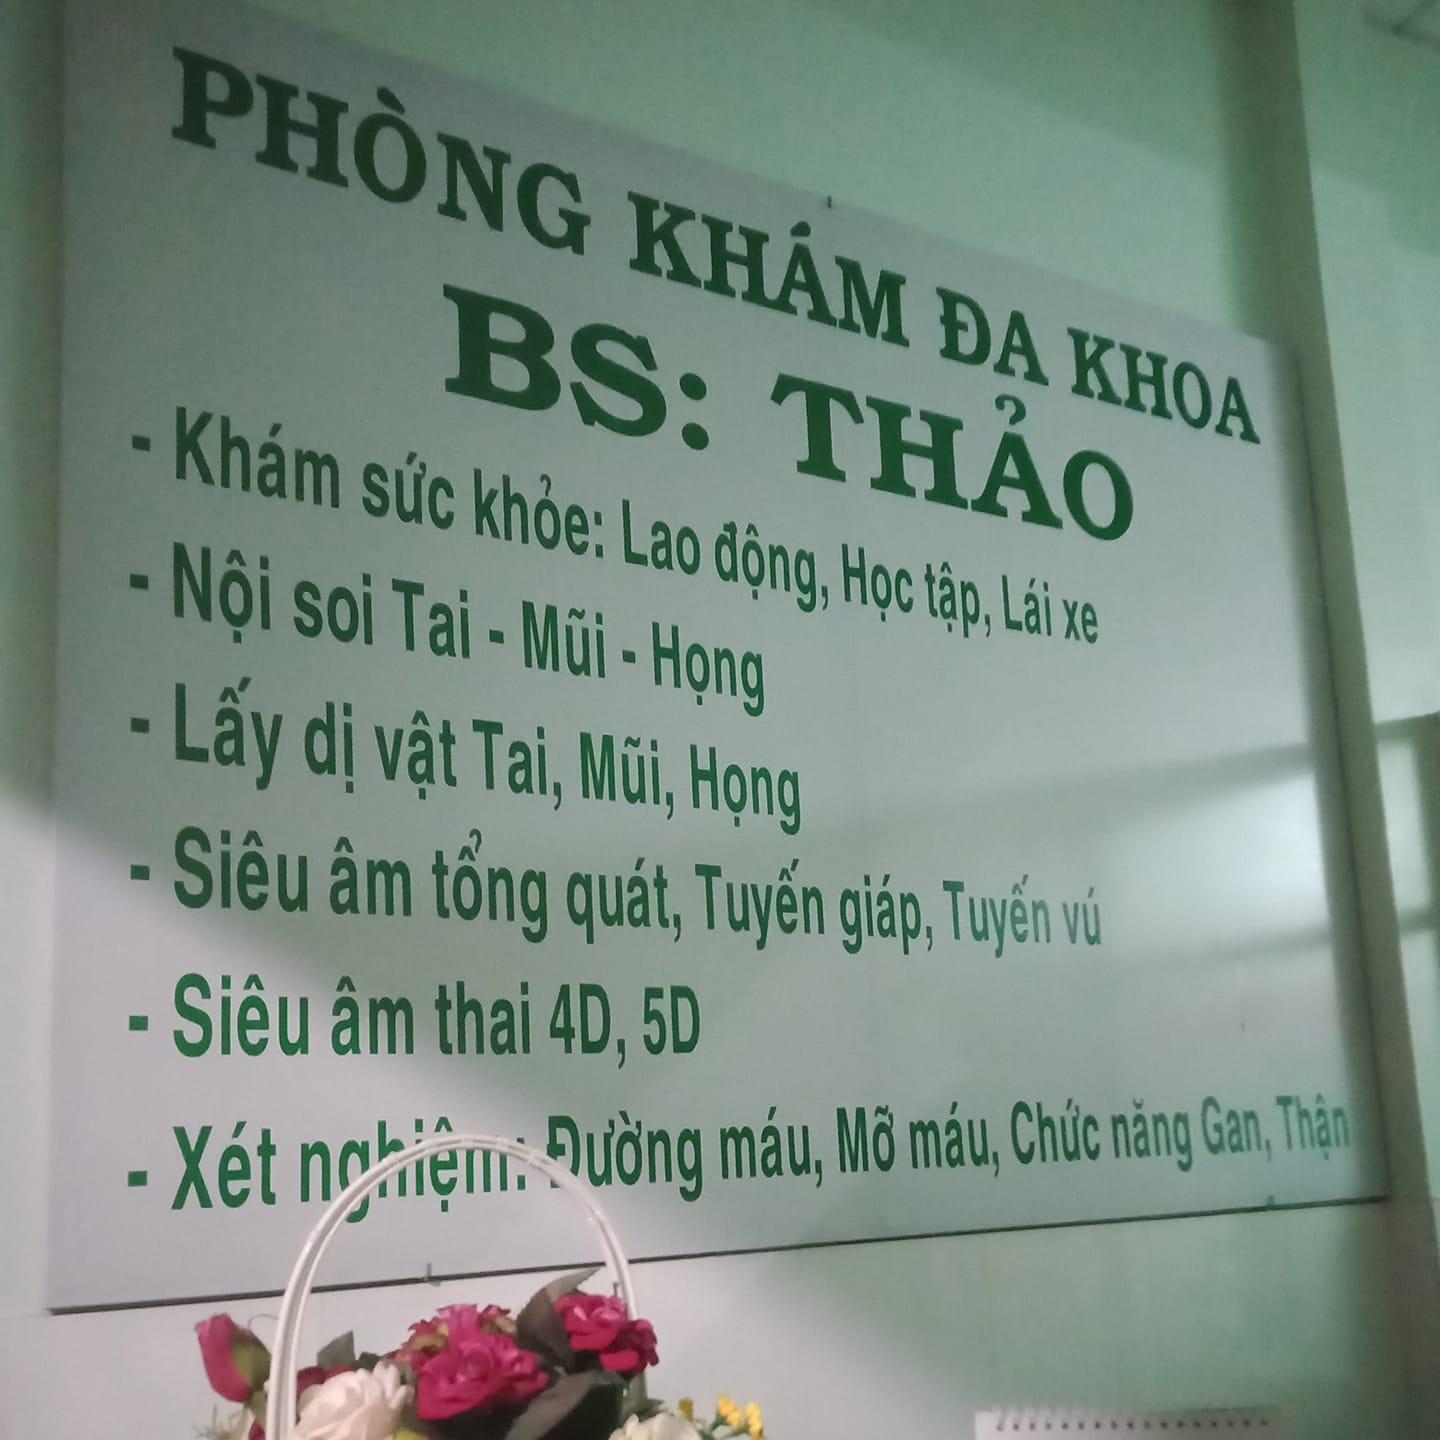 PHÒNG KHÁM ĐA KHOA
BS: THẢO
- Khám sức khỏe: Lao động, Học tập, Lái xe
- Nội soi Tai - Mũi - Họng
- Lấy dị vật Tai, Mũi, Họng
- Siêu âm tổng quát, Tuyến giáp, Tuyến vú
- Siêu âm thai 4D, 5D
- Xét nghiệm: Đường máu, Mỡ máu, Chức năng Gan, Thận